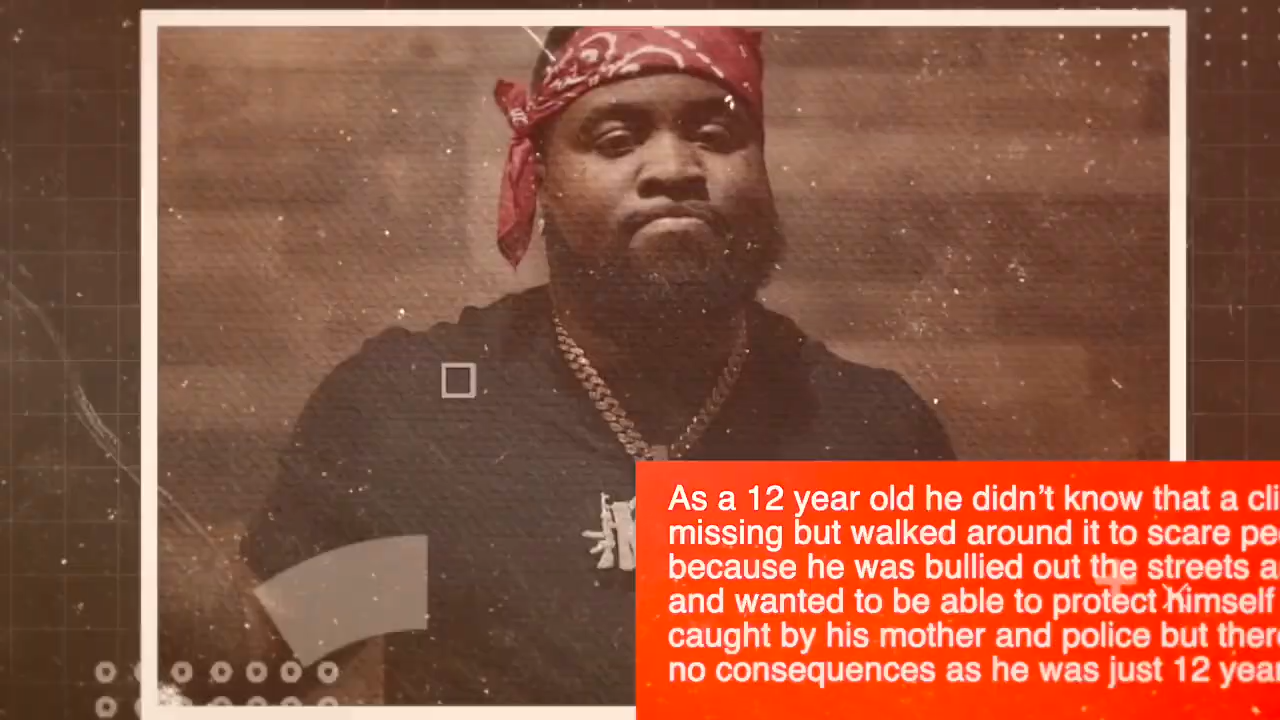 As a 12 year old he didn’t know that a
missing but walked around it to scare
because he was bullied out the streets
and wanted to be able to protect himself
caught by his mother and police but
no consequences as he was just 12